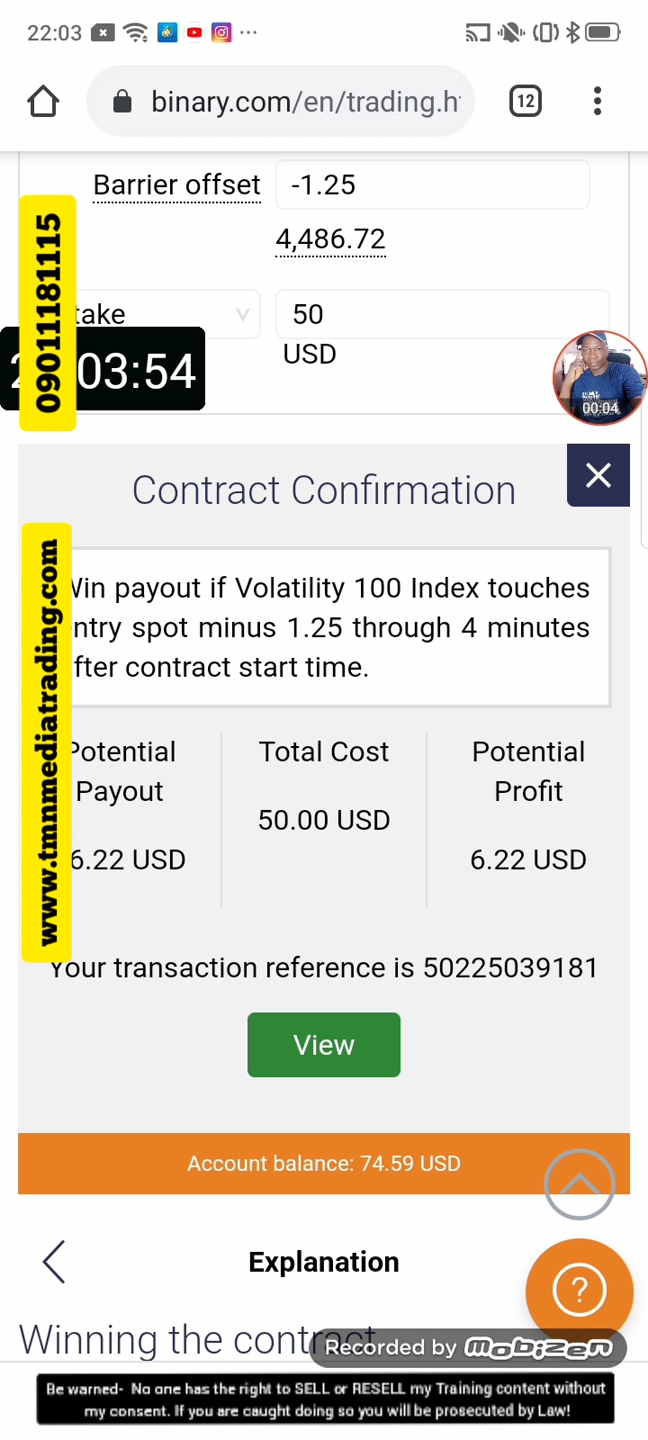 22:03
12
binary.com/en/trading.h
Barrier offset
-1.25
4,486.72
take
50
USD
09011181115
03:54
00:04
Contract Confirmation
Win payout if Volatility 100 Index touches
ntry spot minus 1.25 through 4 minutes
fter contract start time.
www.tmnmediatrading.com
Potential
Payout
6.22 USD
Total Cost
50.00 USD
Potential
Profit
6.22 USD
Your transaction reference is 50225039181
View
Account balance: 74.59 USD
Explanation
?
Winning the contract
Recorded by mobizen
Be warned- No one has the right to SELL or RESELL my Training content without
my consent. If you are caught doing so you will be prosecuted by Law!